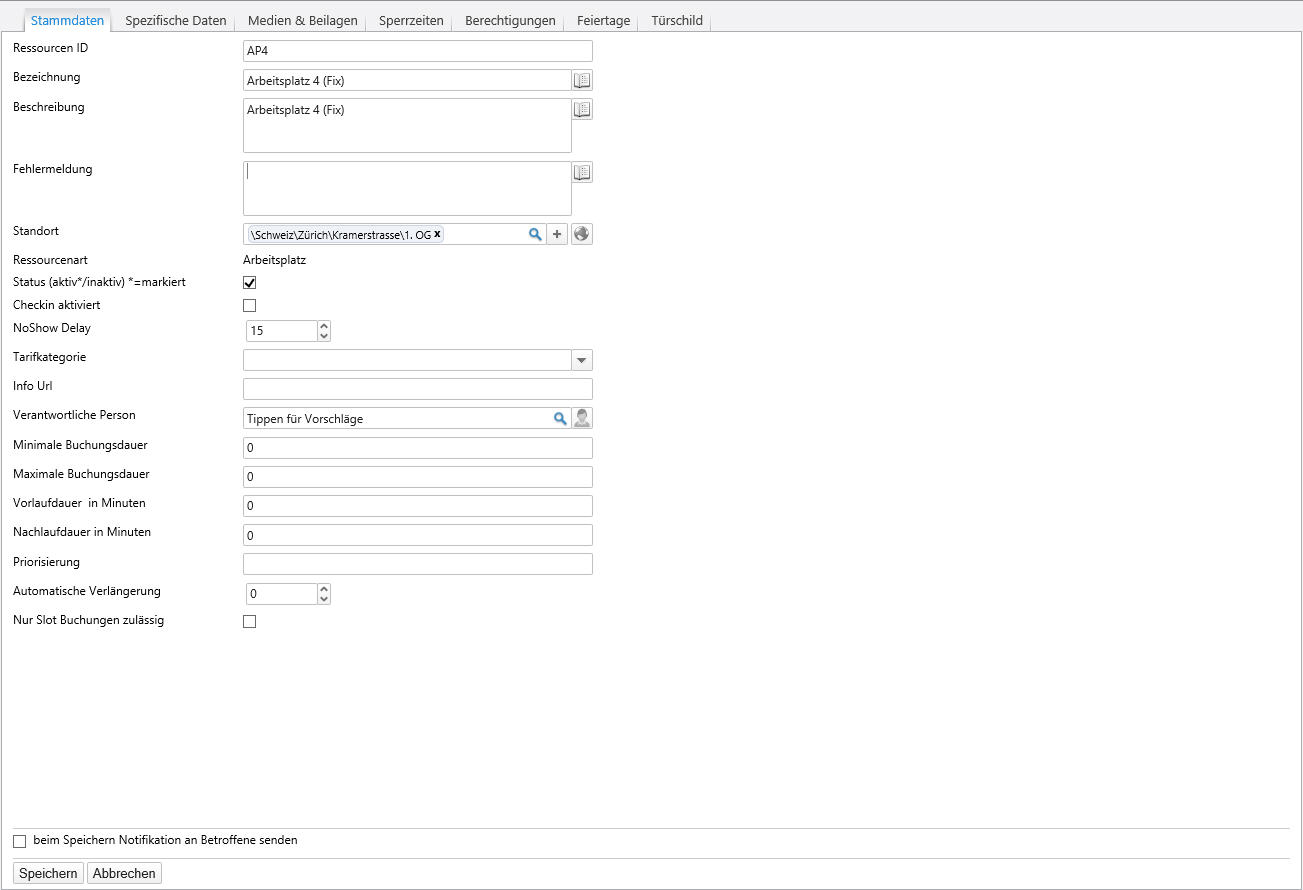 Stammdaten Spezifische Daten Medien & Beilagen Sperrzeiten Berechtigungen Feiertage Türschild
Ressourcen ID AP4
Bezeichnung Arbeitsplatz 4 (Fix)
Beschreibung Arbeitsplatz 4 (Fix)
Fehlermeldung
Standort \Schweiz\Zürich\Kramerstrasse\1. OG x
Ressourcenart Arbeitsplatz
Status (aktiv*/inaktiv) *=markiert
Checkin aktiviert
NoShow Delay 15
Tarifkategorie
Info Url
Verantwortliche Person Tippen für Vorschläge
Minimale Buchungsdauer 0
Maximale Buchungsdauer 0
Vorlaufdauer in Minuten 0
Nachlaufdauer in Minuten 0
Priorisierung
Automatische Verlängerung 0
Nur Slot Buchungen zulässig
beim Speichern Notifikation an Betroffene senden
Speichern Abbrechen